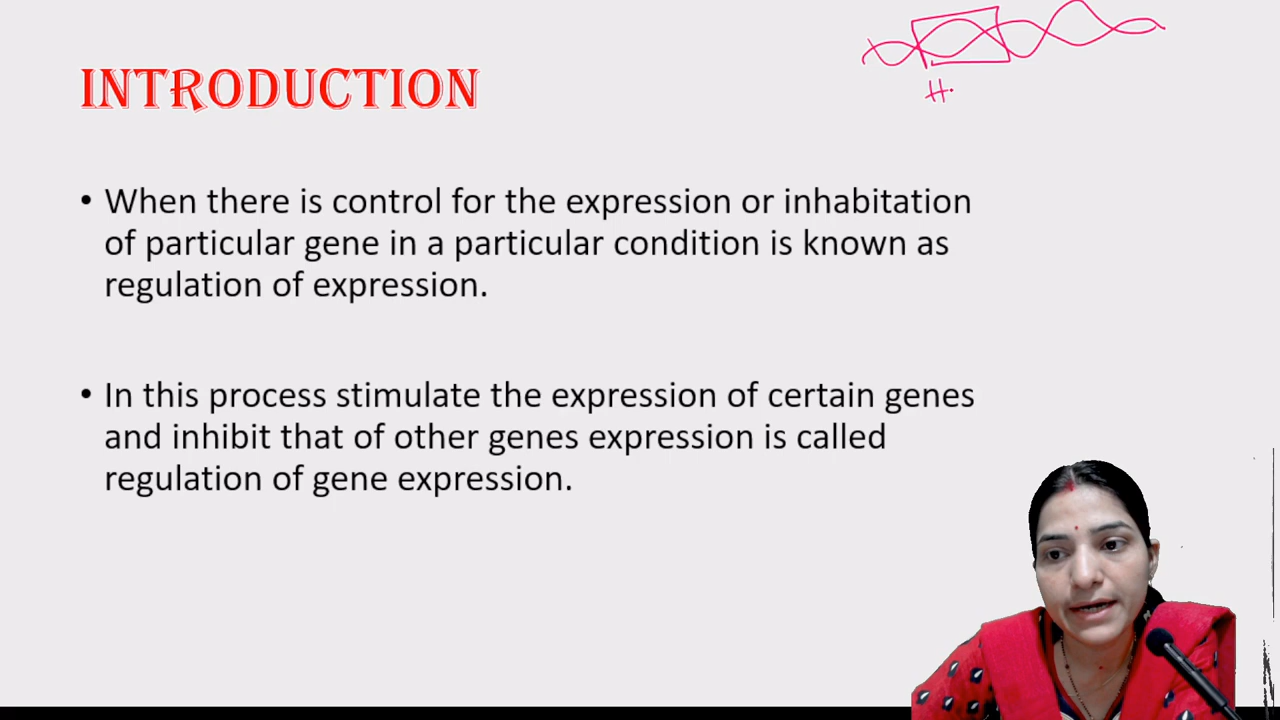 INTRODUCTION
H.
• When there is control for the expression or inhabitation
of particular gene in a particular condition is known as
regulation of expression.
• In this process stimulate the expression of certain genes
and inhibit that of other genes expression is called
regulation of gene expression.